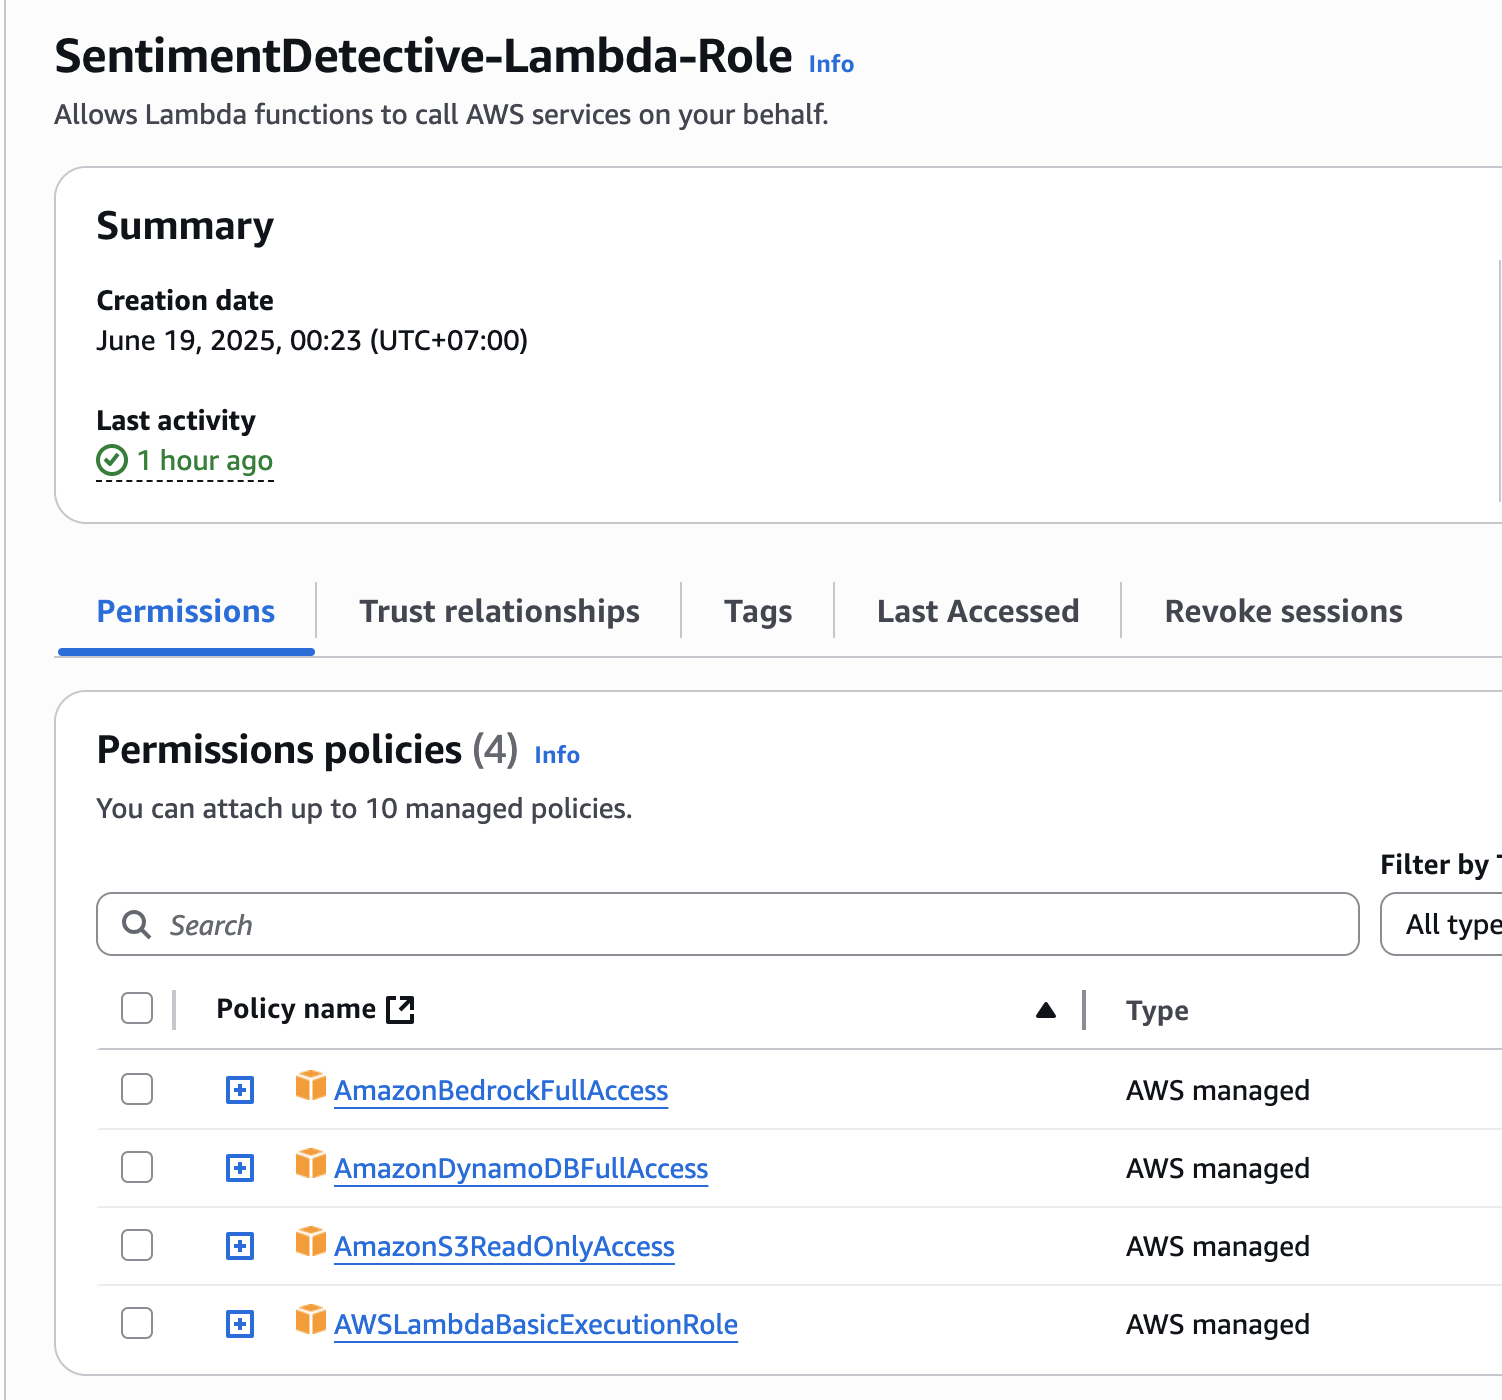 SentimentDetective-Lambda-Role Info
Allows Lambda functions to call AWS services on your behalf.
Summary
Creation date
June 19, 2025, 00:23 (UTC+07:00)
Last activity
1 hour ago
Permissions
Trust relationships
Tags
Last Accessed
Revoke sessions
Permissions policies (4) Info
You can attach up to 10 managed policies.
Filter by
Search
All type
Policy name
Type
AmazonBedrockFullAccess
AWS managed
AmazonDynamoDBFullAccess
AWS managed
AmazonS3ReadOnlyAccess
AWS managed
AWSLambdaBasicExecutionRole
AWS managed